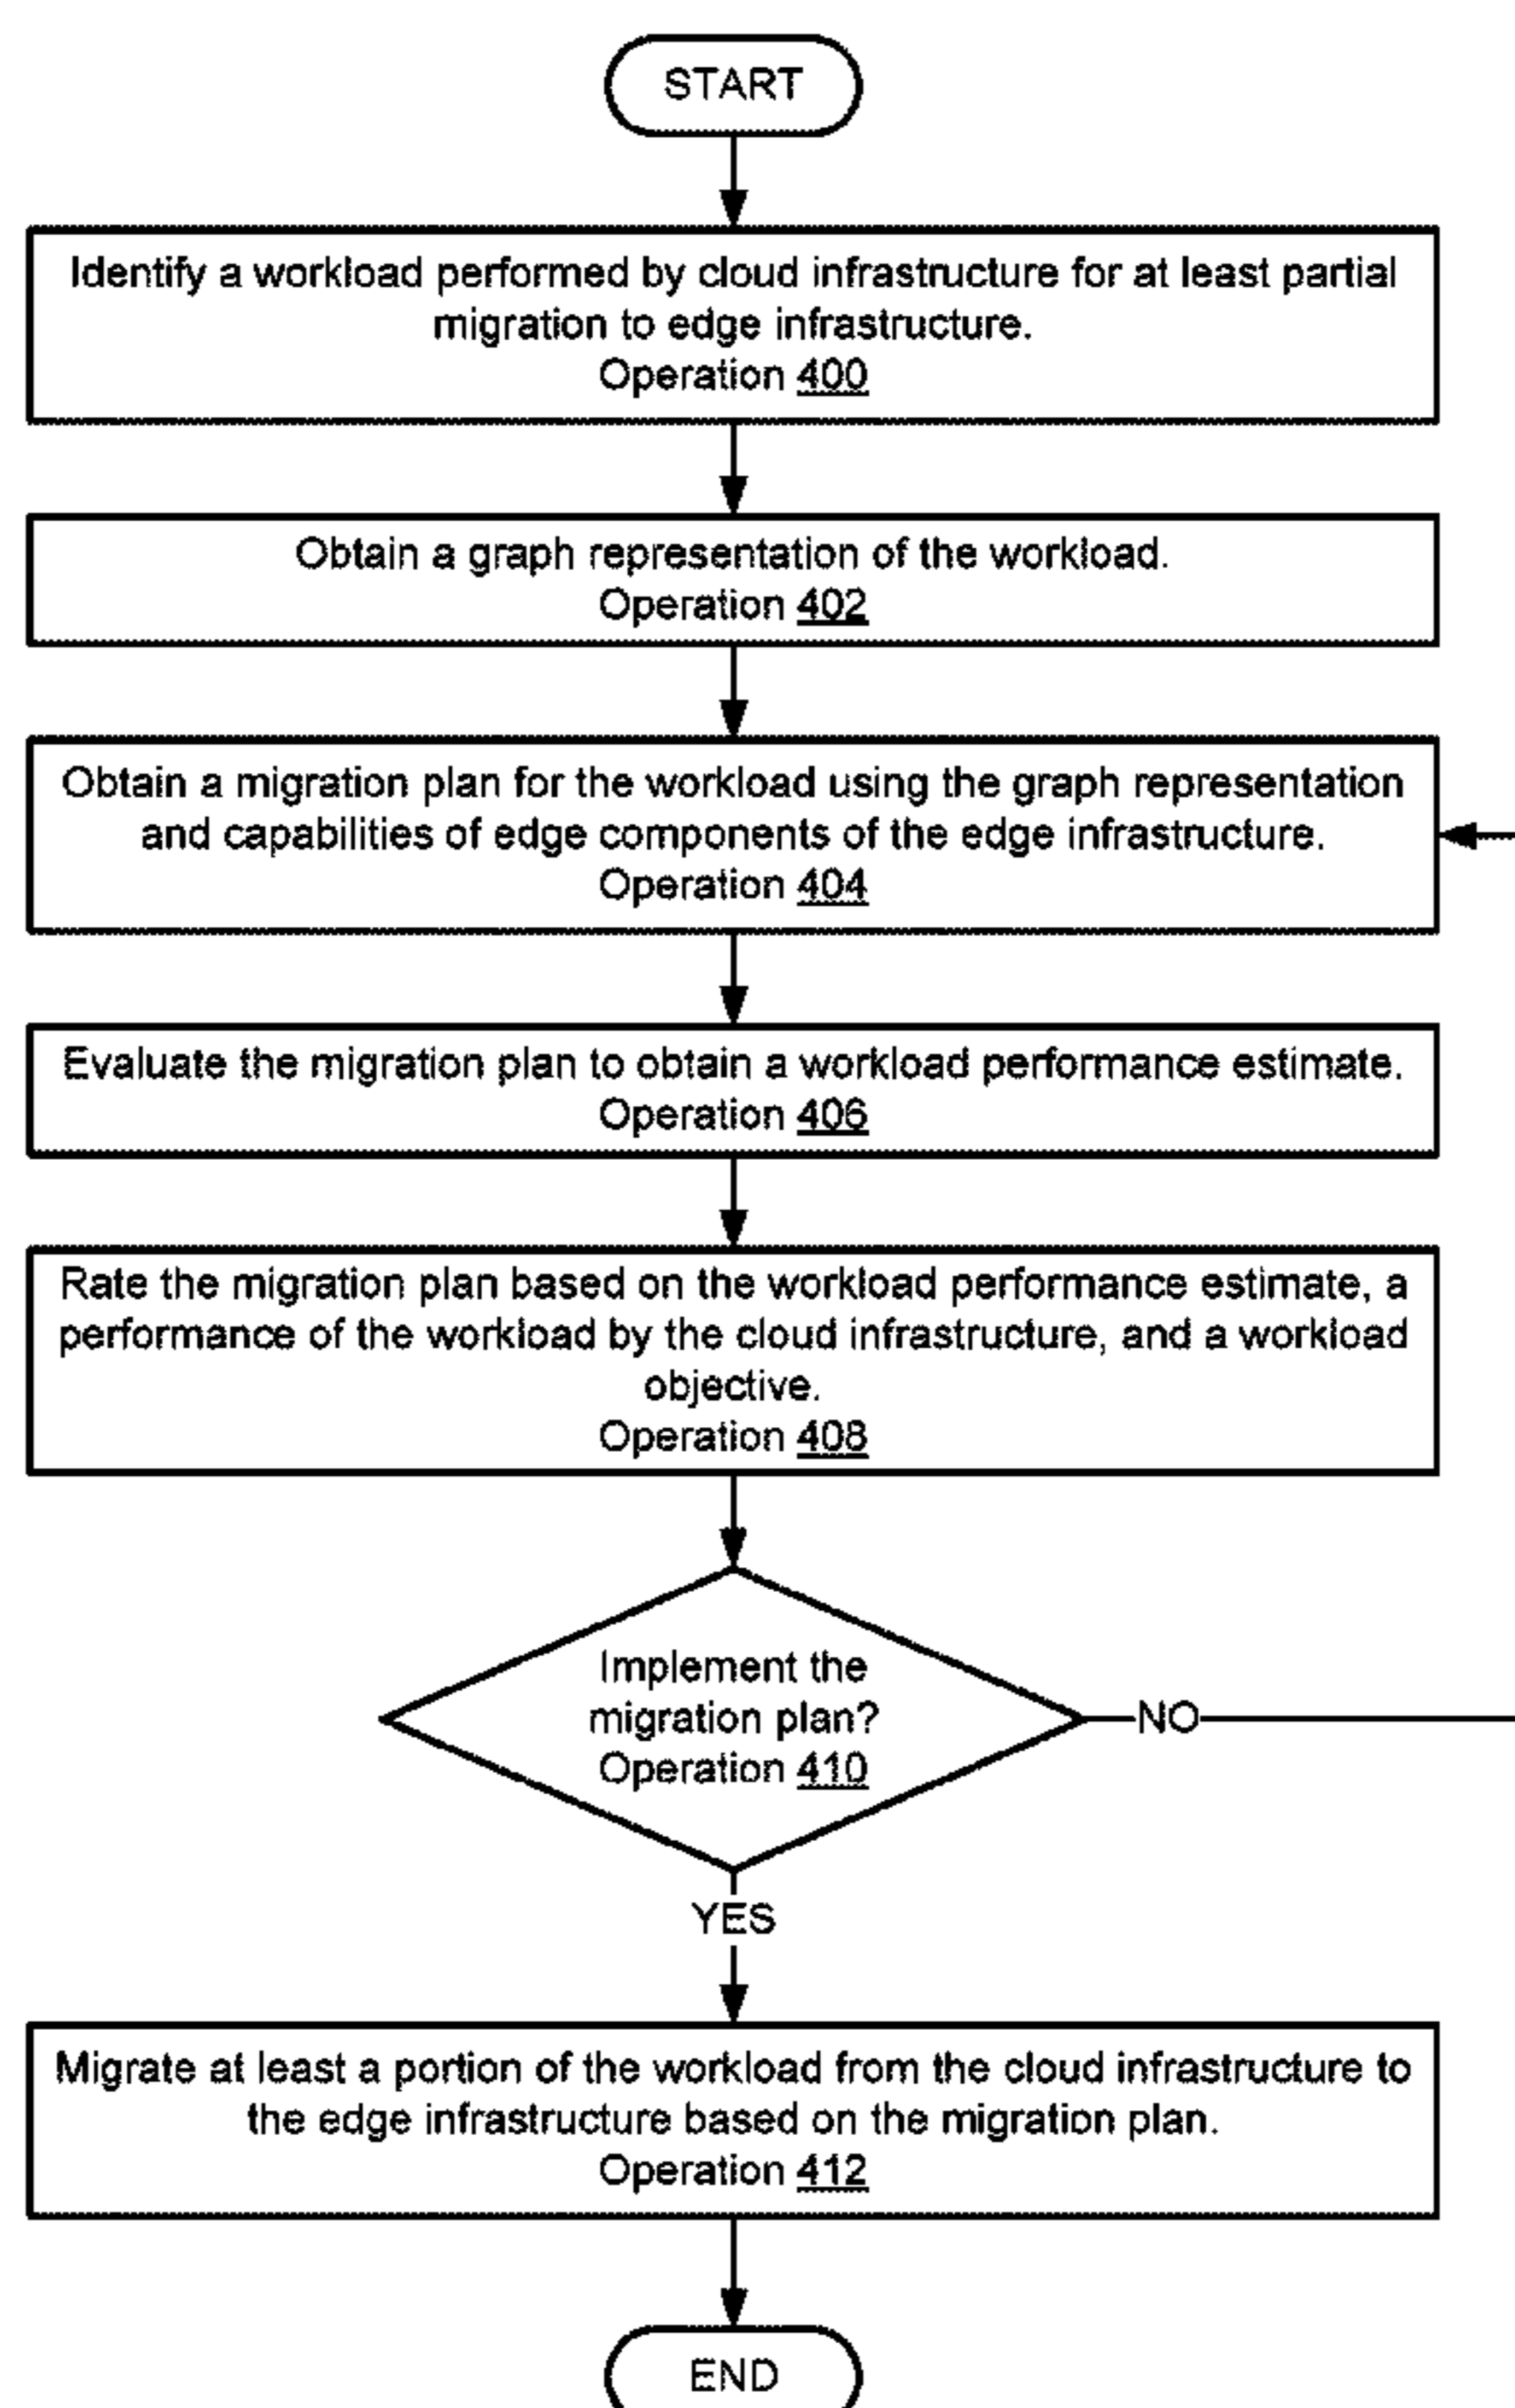 START
Identify a workload performed by cloud infrastructure for at least partial
migration to edge infrastructure.
Operation 400
Obtain a graph representation of the workload.
Operation 402
Obtain a migration plan for the workload using the graph representation
and capabilities of edge components of the edge infrastructure.
Operation 404
Evaluate the migration plan to obtain a workload performance estimate.
Operation 406
Rate the migration plan based on the workload performance estimate, a
performance of the workload by the cloud infrastructure, and a workload
objective.
Operation 408
Implement the
migration plan?
Operation 410
NO
YES
Migrate at least a portion of the workload from the cloud infrastructure to
the edge infrastructure based on the migration plan.
Operation 412
END